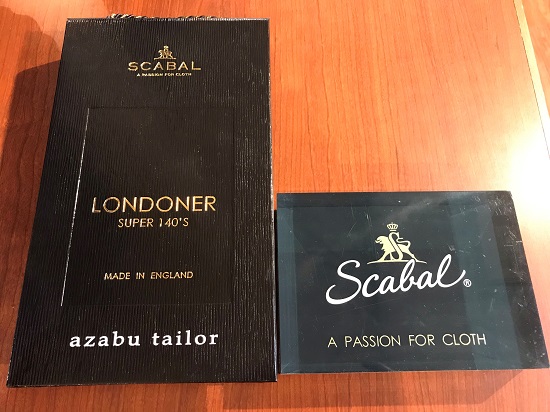 SCABAL
A PASSION FOR CLOTH
LONDONER
SUPER 140'S
MADE IN ENGLAND
azabu tailor
Scabal®
A PASSION FOR CLOTH